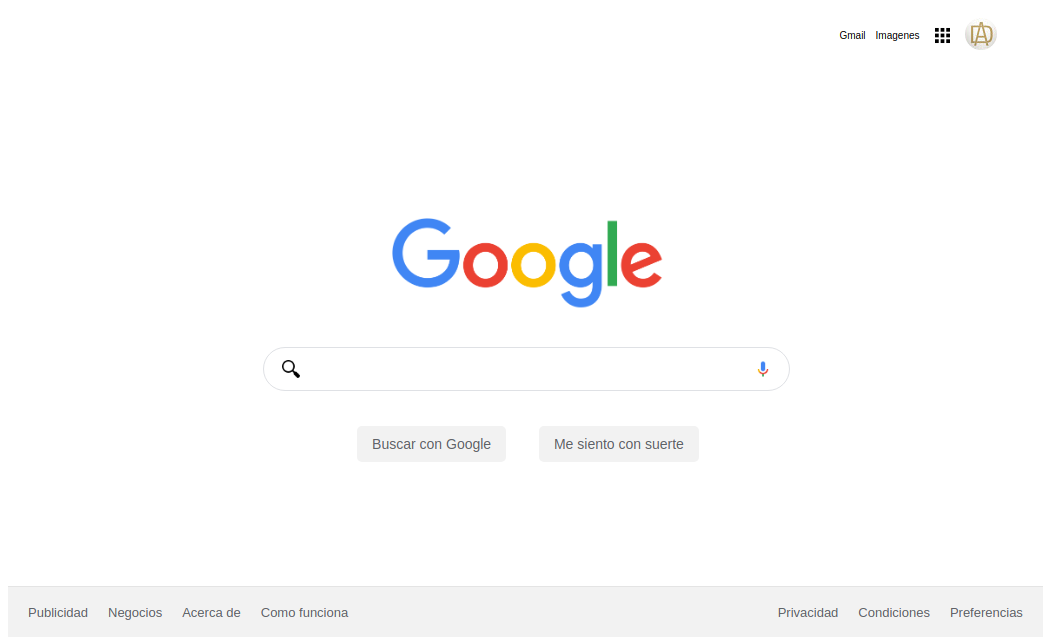 Gmail Imagenes
DA
Google
Buscar con Google Me siento con suerte
Publicidad Negocios Acerca de Como funciona Privacidad Condiciones Preferencias